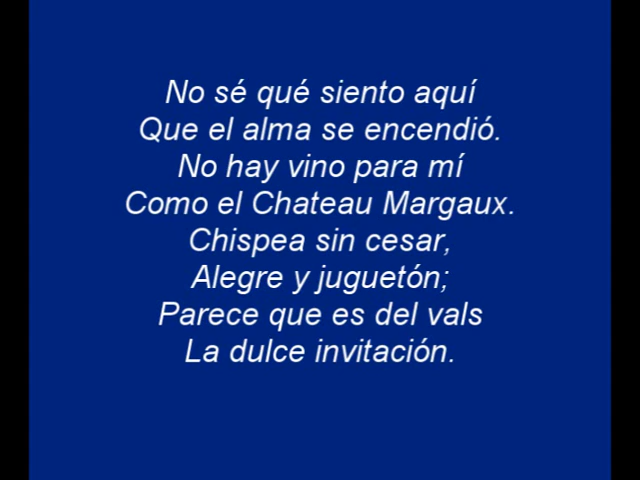 No sé qué siento aquí
Que el alma se encendió.
No hay vino para mí
Como el Chateau Margaux.
Chispea sin cesar,
Alegre y juguetón;
Parece que es del vals
La dulce invitación.